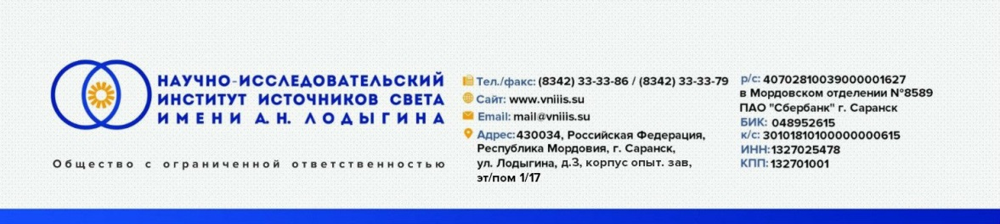 НАУЧНО-ИССЛЕДОВАТЕЛЬСКИЙ
ИНСТИТУТ ИСТОЧНИКОВ СВЕТА
ИМЕНИ А.Н. ЛОДЫГИНА
Общество с ограниченной ответственностью
Тел./факс: (8342) 33-33-86 / (8342) 33-33-79
Сайт: www.vniiis.su
Email: mail@vniiis.su
Адрес: 430034, Российская Федерация,
Республика Мордовия, г. Саранск,
ул. Лодыгина, д.3, корпус опыт. зав,
эт/пом 1/17
р/с: 40702810039000001627
в Мордовском отделении №8589
ПАО "Сбербанк" г. Саранск
БИК: 048952615
к/с: 30101810100000000615
ИНН: 1327025478
КПП: 132701001